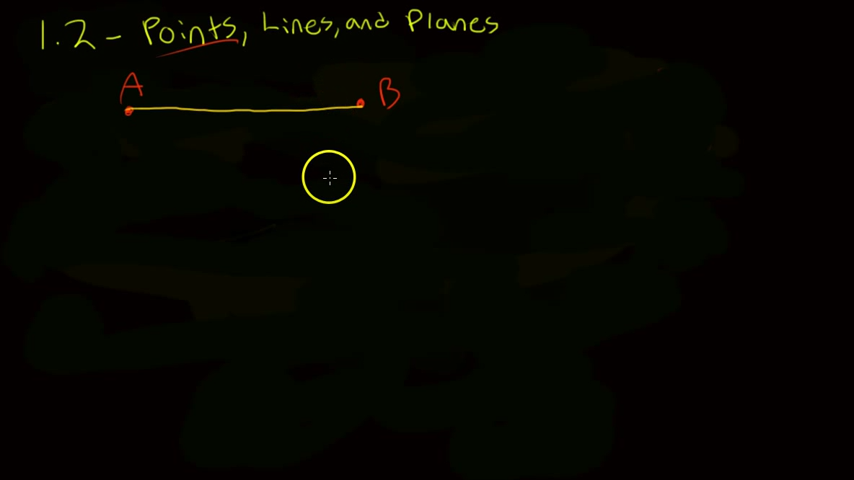 1.2 - Points, Lines, and Planes
A B